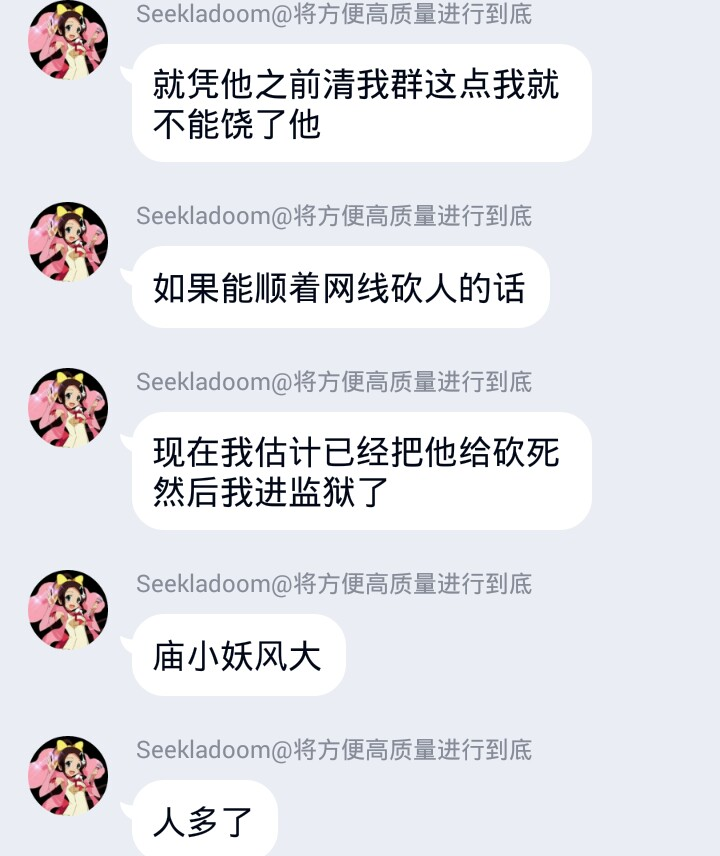 Seekladoom@将方便高质量进行到底
就凭他之前清我群这点我就
不能饶了他
Seekladoom@将方便高质量进行到底
如果能顺着网线砍人的话
Seekladoom@将方便高质量进行到底
现在我估计已经把他给砍死
然后我进监狱了
Seekladoom@将方便高质量进行到底
庙小妖风大
Seekladoom@将方便高质量进行到底
人多了